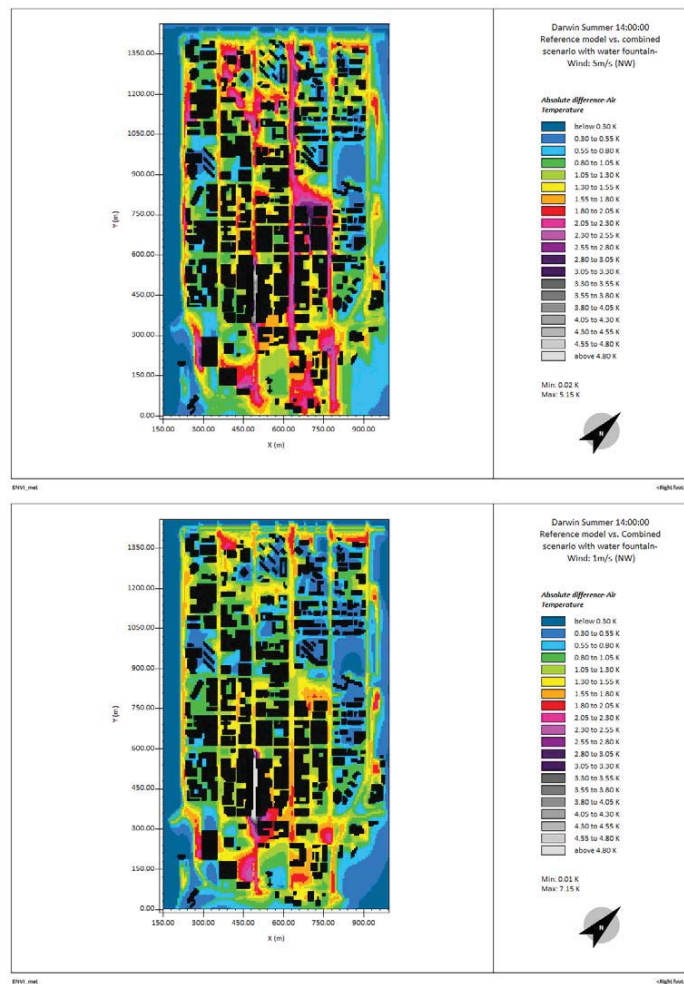 Darwin Summer 14:00:00
Reference model vs. combined
scenario with water fountain-
Wind: 5m/s (NW)
Absolute difference-Air
Temperature
below 0.30 K
0.30 to 0.55 K
0.55 to 0.80 K
0.80 to 1.05 K
1.05 to 1.30 K
1.30 to 1.55 K
1.55 to 1.80 K
1.80 to 2.05 K
2.05 to 2.30 K
2.30 to 2.55 K
2.55 to 2.80 K
2.80 to 3.05 K
3.05 to 3.30 K
3.30 to 3.55 K
3.55 to 3.80 K
3.80 to 4.05 K
4.05 to 4.30 K
4.30 to 4.55 K
4.55 to 4.80 K
above 4.80 K
Min: 0.02 K
Max: 5.15 K
N
1350.00
1200.00
1050.00
900.00
750.00
600.00
450.00
300.00
150.00
0.00
Y (m)
150.00 300.00 450.00 600.00 750.00 900.00
X (m)
ENVI_met
<Right foot
Darwin Summer 14:00:00
Reference model vs. Combined
scenario with water fountain-
Wind: 1m/s (NW)
Absolute difference-Air
Temperature
below 0.30 K
0.30 to 0.55 K
0.55 to 0.80 K
0.80 to 1.05 K
1.05 to 1.30 K
1.30 to 1.55 K
1.55 to 1.80 K
1.80 to 2.05 K
2.05 to 2.30 K
2.30 to 2.55 K
2.55 to 2.80 K
2.80 to 3.05 K
3.05 to 3.30 K
3.30 to 3.55 K
3.55 to 3.80 K
3.80 to 4.05 K
4.05 to 4.30 K
4.30 to 4.55 K
4.55 to 4.80 K
above 4.80 K
Min: 0.01 K
Max: 7.15 K
N
1350.00
1200.00
1050.00
900.00
750.00
600.00
450.00
300.00
150.00
0.00
Y (m)
150.00 300.00 450.00 600.00 750.00 900.00
X (m)
ENVI_met
<Right foot